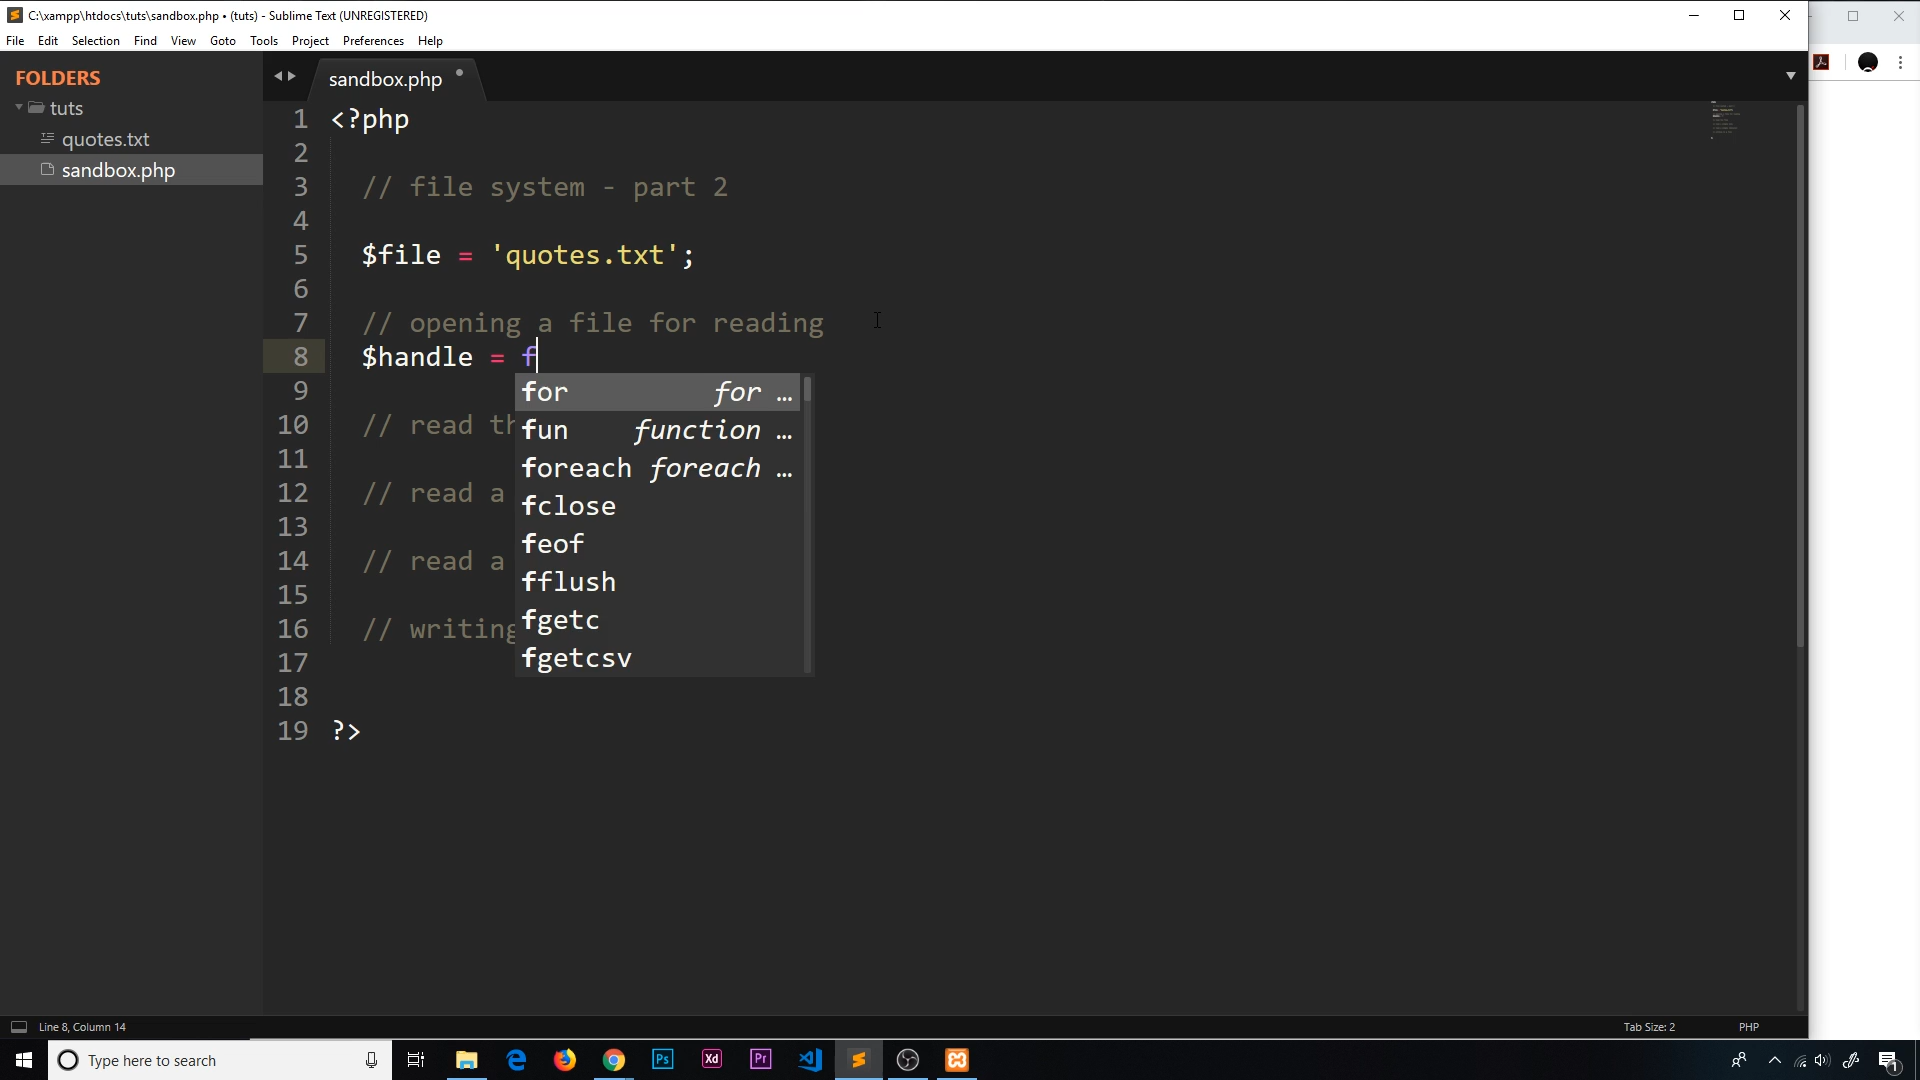 C:\xampp\htdocs\tuts\sandbox.php • (tuts) - Sublime Text (UNREGISTERED)
File Edit Selection Find View Goto Tools Project Preferences Help
FOLDERS
tuts
quotes.txt
sandbox.php
sandbox.php
1 <?php
2
3 // file system - part 2
4
5 $file = 'quotes.txt';
6
7 // opening a file for reading
8 $handle = f
9
10 // read th
11
12 // read a
13
14 // read a
15
16 // writing
17
18
19 ?>
for for …
fun function …
foreach foreach …
fclose
feof
fflush
fgetc
fgetcsv
Line 8, Column 14
Tab Size: 2
PHP
Type here to search
Ps
Xd
Pr
1